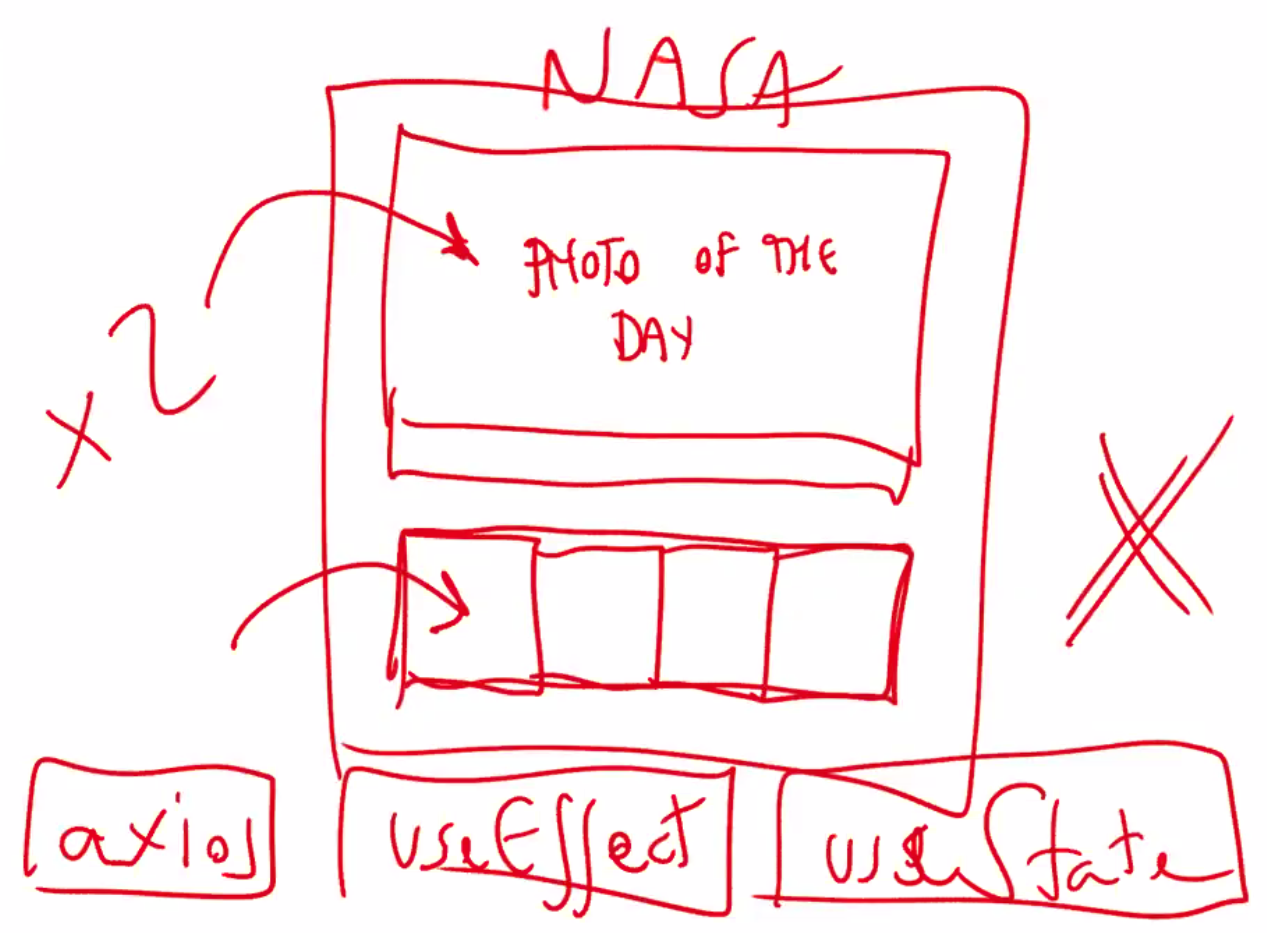 NASA
PHOTO OF THE
DAY
x2
X
axios
useEffect
useState